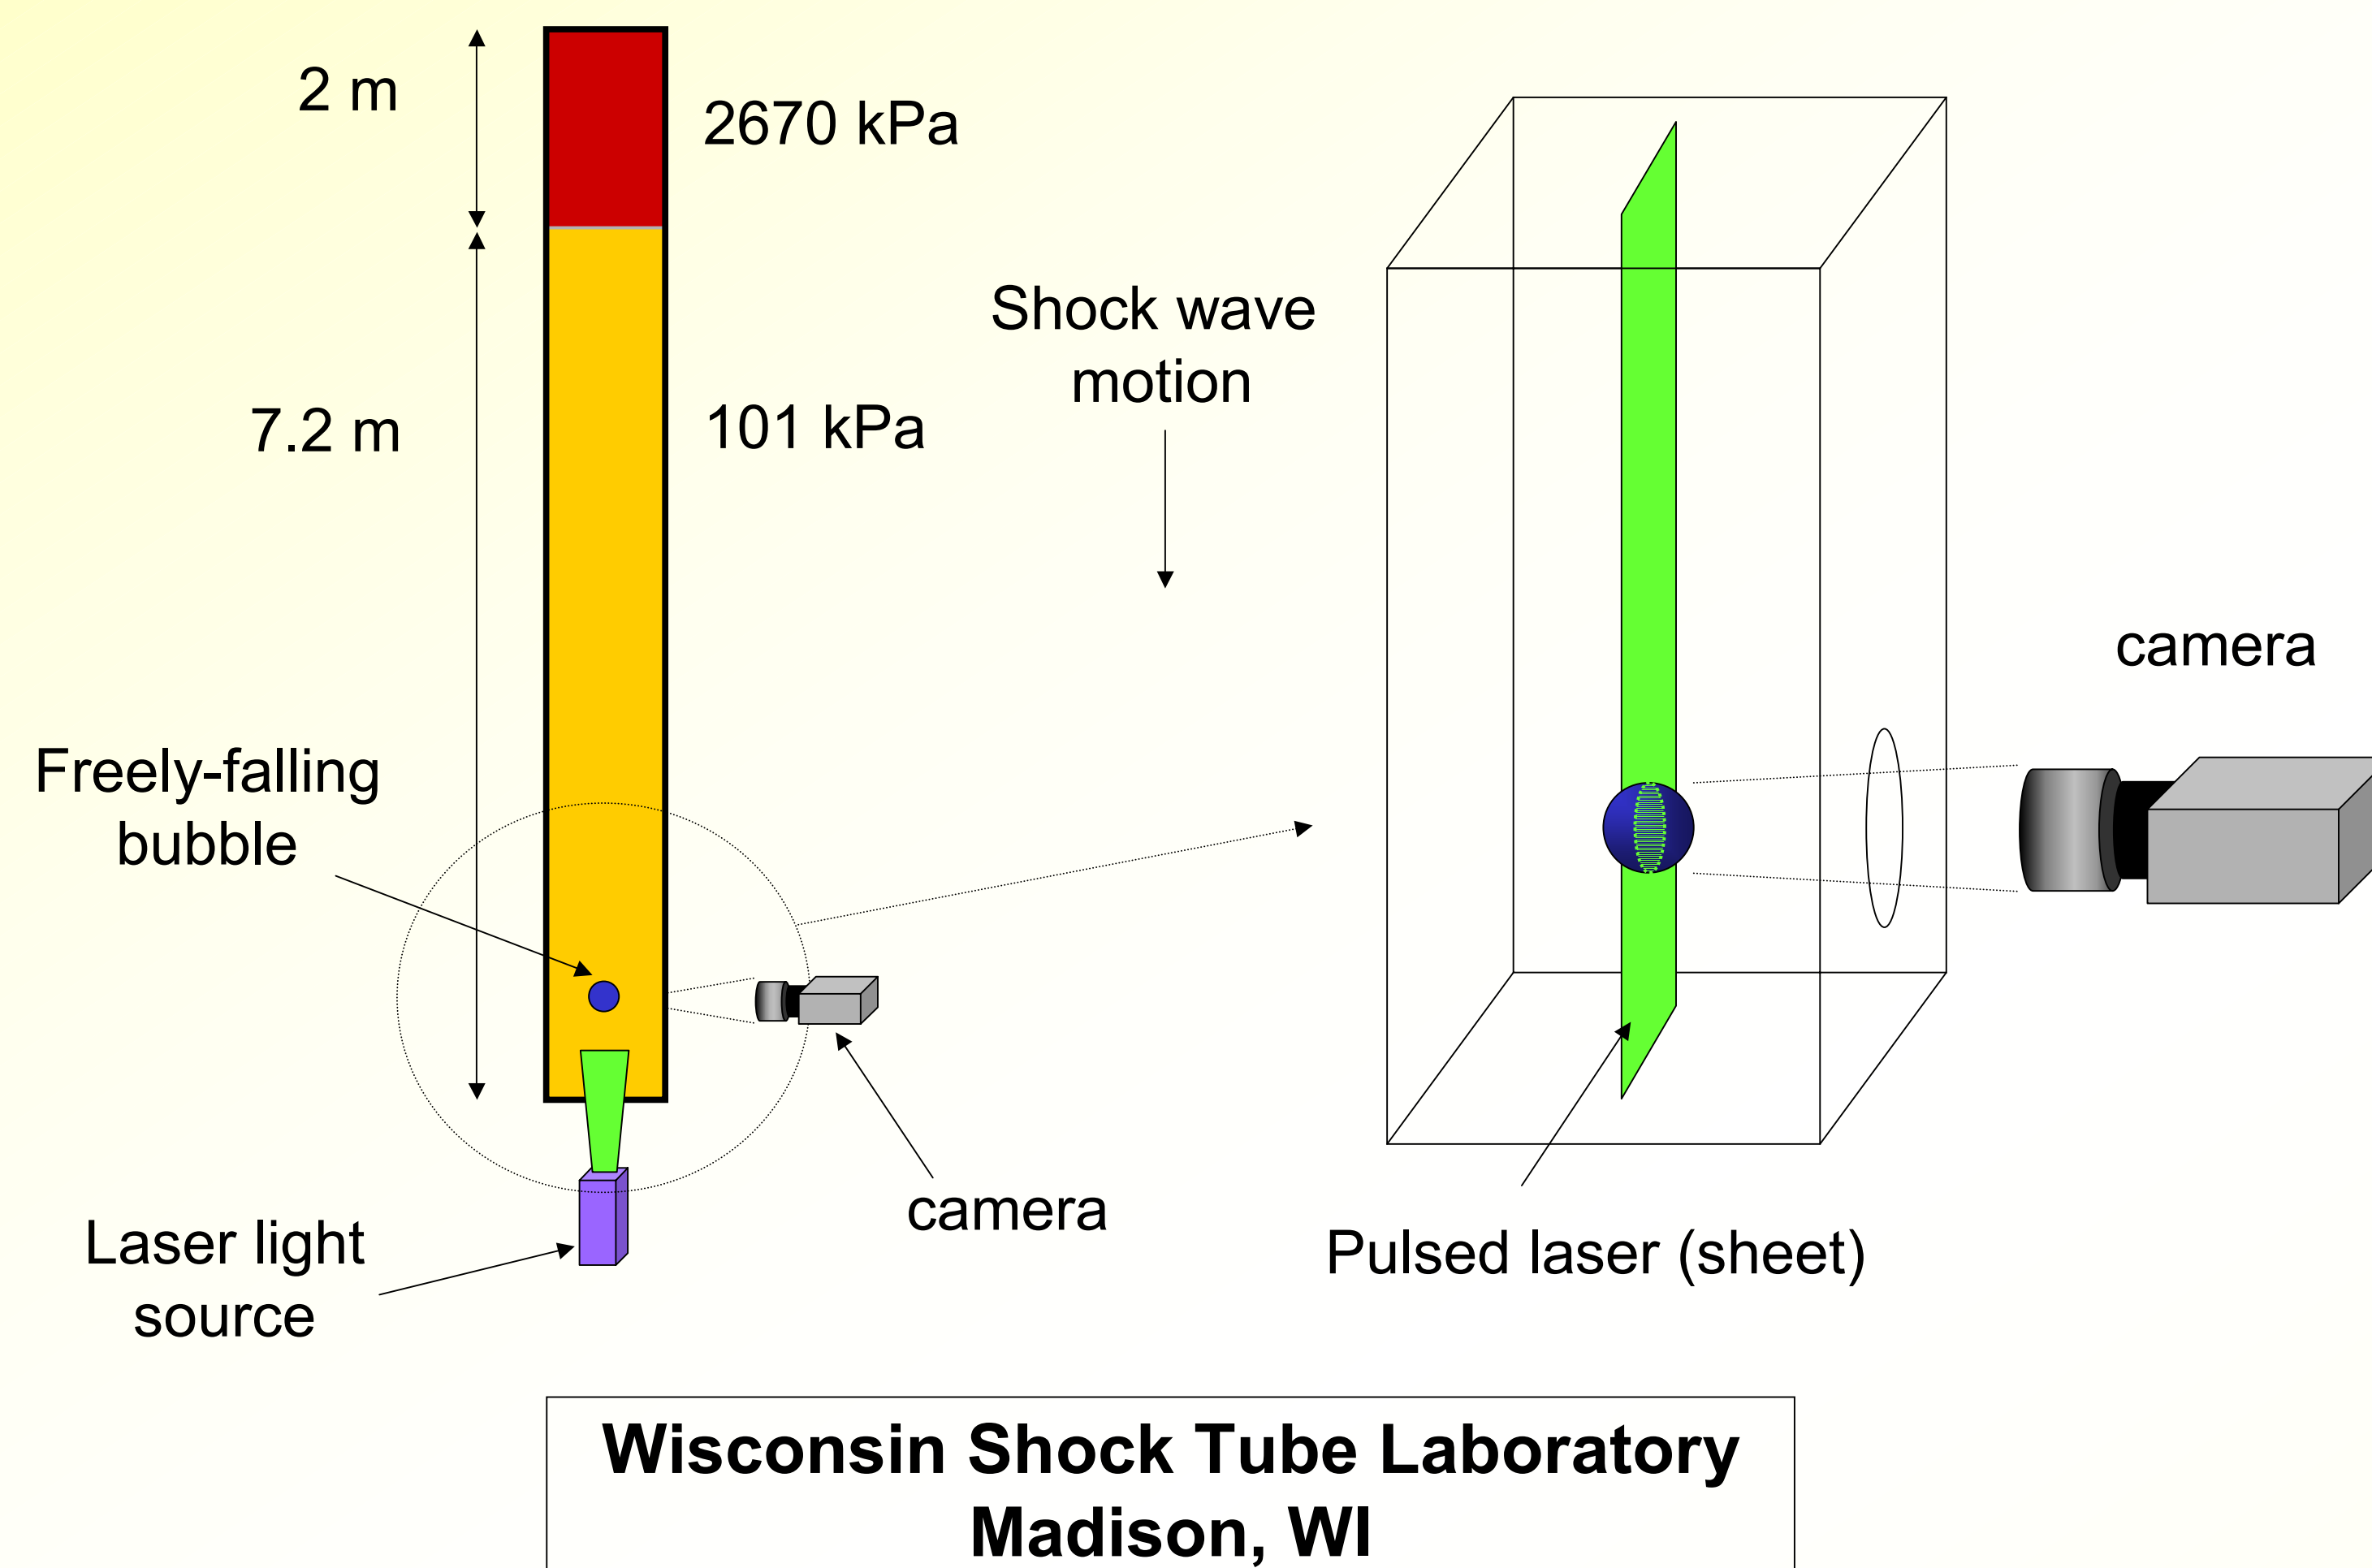 2 m
2670 kPa
7.2 m
101 kPa
Shock wave
motion
camera
Freely-falling
bubble
camera
Laser light
source
Pulsed laser (sheet)
Wisconsin Shock Tube Laboratory
Madison, WI